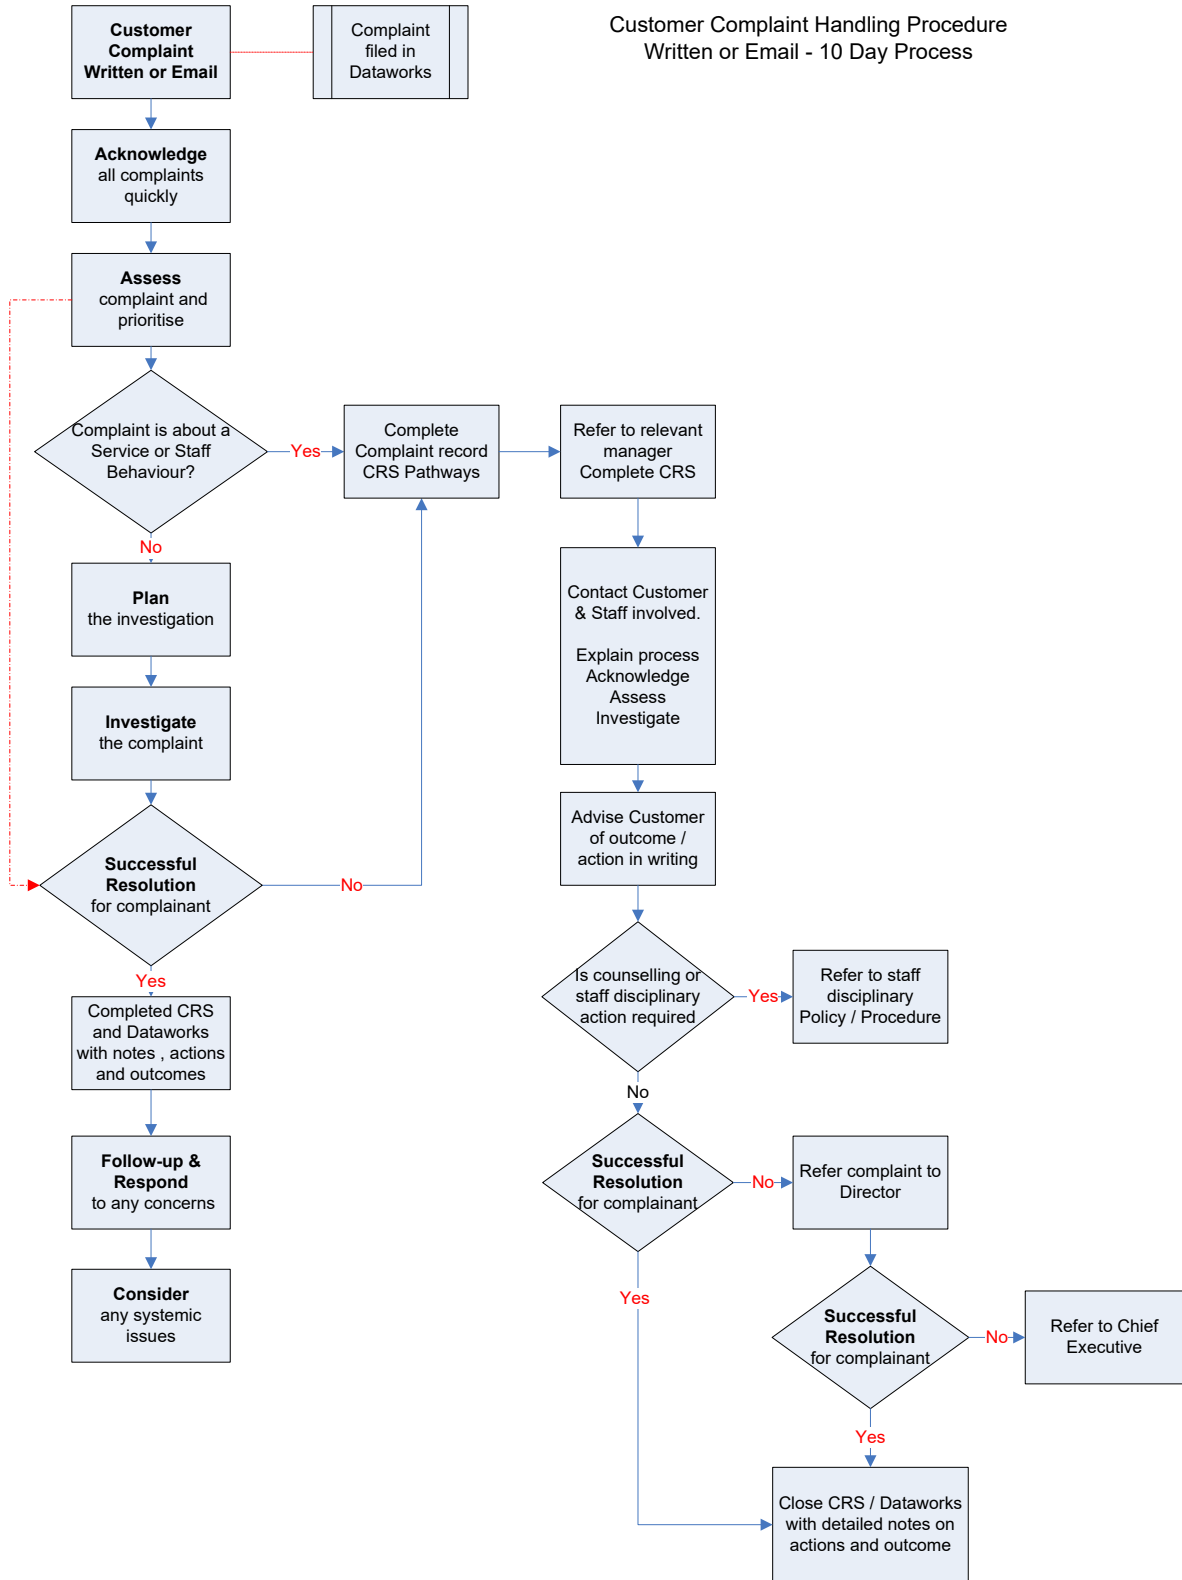 Customer Complaint Handling Procedure
Written or Email - 10 Day Process
Customer
Complaint
Written or Email
Complaint
filed in
Dataworks
Acknowledge
all complaints
quickly
Assess
complaint and
prioritise
Complaint is about a
Service or Staff
Behaviour?
Yes
Complete
Complaint record
CRS Pathways
Refer to relevant
manager
Complete CRS
No
Plan
the investigation
Contact Customer
& Staff involved.
Explain process
Acknowledge
Assess
Investigate
Investigate
the complaint
Advise Customer
of outcome /
action in writing
Successful
Resolution
for complainant
No
Yes
Completed CRS
and Dataworks
with notes , actions
and outcomes
Is counselling or
staff disciplinary
action required
Yes
Refer to staff
disciplinary
Policy / Procedure
No
Follow-up &
Respond
to any concerns
Successful
Resolution
for complainant
No
Refer complaint to
Director
Consider
any systemic
issues
Yes
Successful
Resolution
for complainant
No
Refer to Chief
Executive
Yes
Close CRS / Dataworks
with detailed notes on
actions and outcome